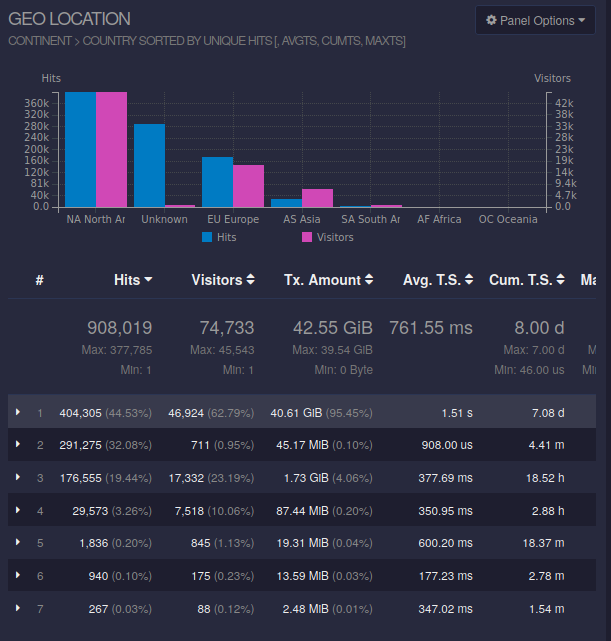 GEO LOCATION
Panel Options
CONTINENT > COUNTRY SORTED BY UNIQUE HITS [, AVGTS, CUMTS, MAXTS]
Hits Visitors
360k 42k
320k 38k
280k 33k
240k 28k
200k 23k
160k 19k
120k 14k
81k 9.4k
40k 4.7k
0.0 0.0
NA North Ar Unknown EU Europe AS Asia SA South Ar AF Africa OC Oceania
Hits Visitors
# Hits Visitors Tx. Amount Avg. T.S. Cum. T.S. Ma
908,019 74,733 42.55 GiB 761.55 ms 8.00 d
Max: 377,785 Max: 45,543 Max: 39.54 GiB Max: 7.00 d M
Min: 1 Min: 1 Min: 0 Byte Min: 46.00 us Mi
1 404,305 (44.53%) 46,924 (62.79%) 40.61 GiB (95.45%) 1.51 s 7.08 d
2 291,275 (32.08%) 711 (0.95%) 45.17 MiB (0.10%) 908.00 us 4.41 m
3 176,555 (19.44%) 17,332 (23.19%) 1.73 GiB (4.06%) 377.69 ms 18.52 h
4 29,573 (3.26%) 7,518 (10.06%) 87.44 MiB (0.20%) 350.95 ms 2.88 h
5 1,836 (0.20%) 845 (1.13%) 19.31 MiB (0.04%) 600.20 ms 18.37 m
6 940 (0.10%) 175 (0.23%) 13.59 MiB (0.03%) 177.23 ms 2.78 m
7 267 (0.03%) 88 (0.12%) 2.48 MiB (0.01%) 347.02 ms 1.54 m